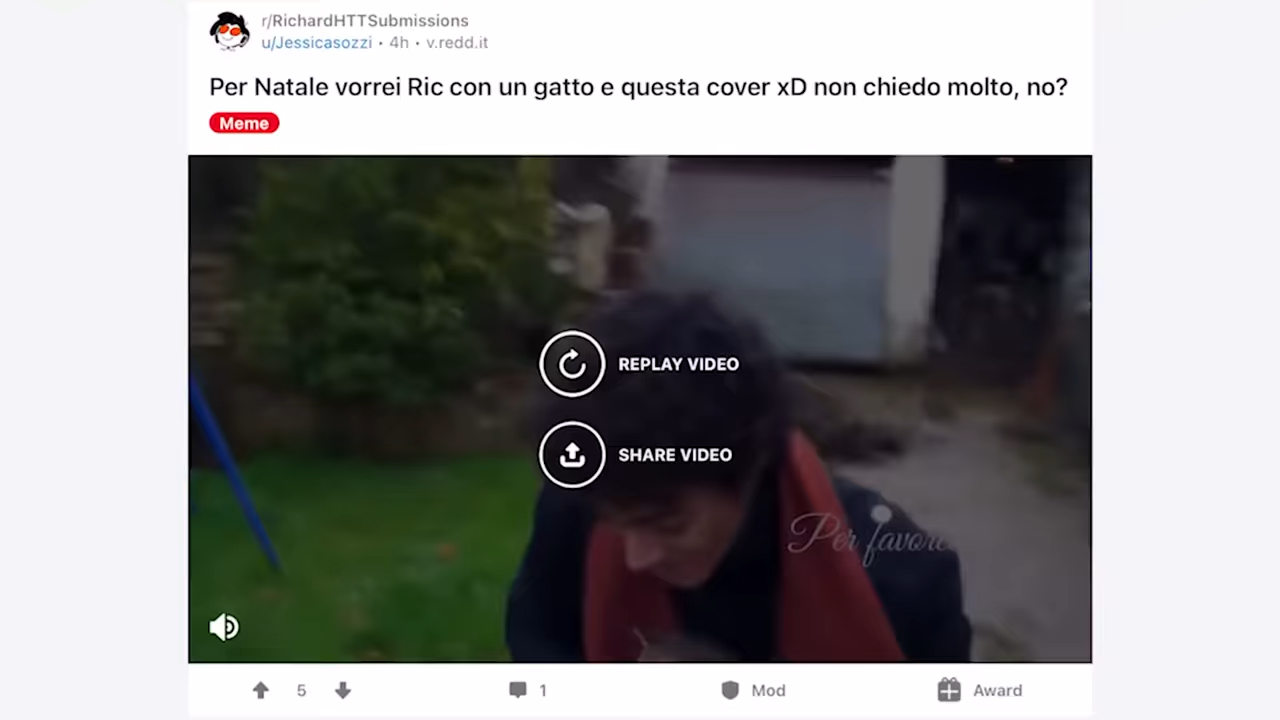 r/RichardHTTSubmissions
u/Jessicasozzi • 4h • v.redd.it
Per Natale vorrei Ric con un gatto e questa cover xD non chiedo molto, no?
Meme
REPLAY VIDEO
SHARE VIDEO
Per favore
5
1
Mod
Award